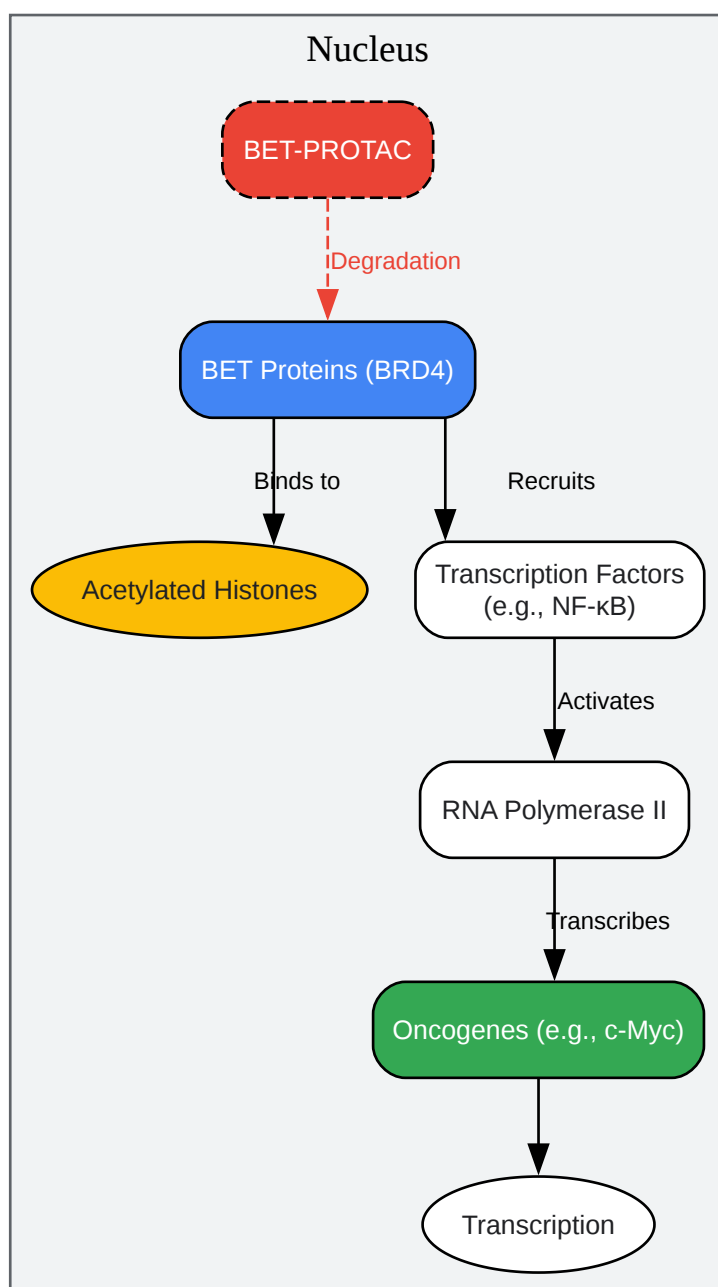 Nucleus
BET-PROTAC
Degradation
BET Proteins (BRD4)
Binds to
Recruits
Acetylated Histones
Transcription Factors
(e.g., NF-κB)
Activates
RNA Polymerase II
Transcribes
Oncogenes (e.g., c-Myc)
Transcription